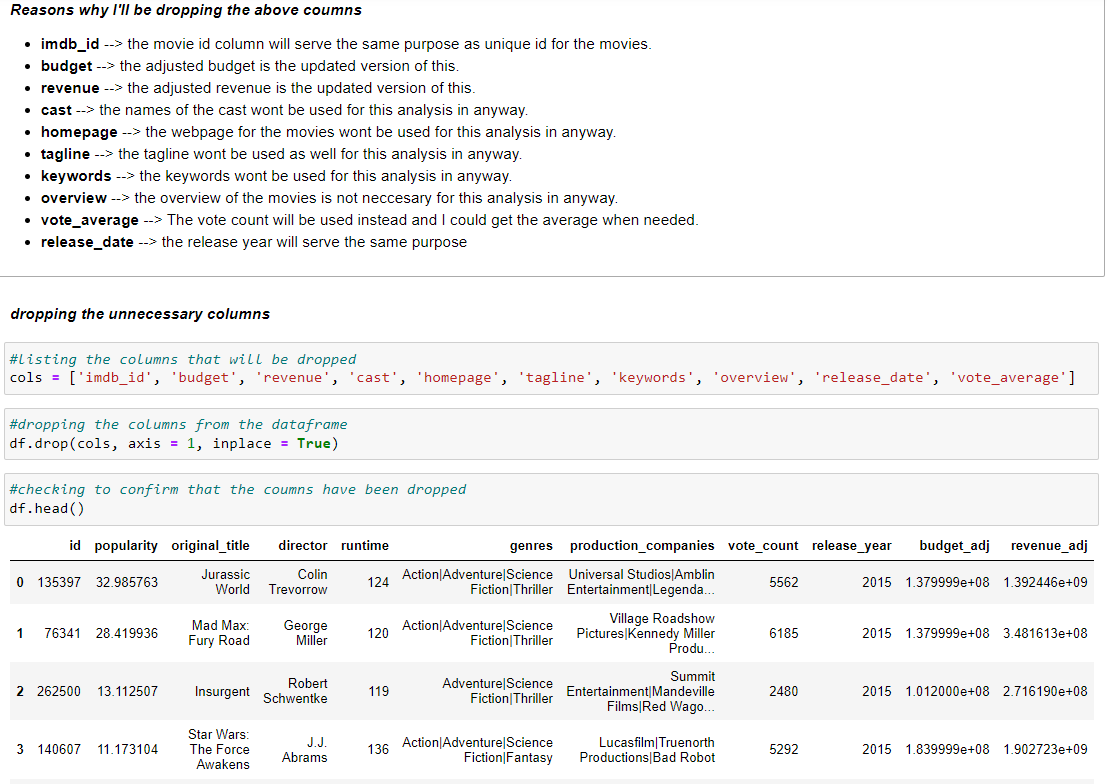 Reasons why I'll be dropping the above coumns
• imdb_id --> the movie id column will serve the same purpose as unique id for the movies.
• budget --> the adjusted budget is the updated version of this.
• revenue --> the adjusted revenue is the updated version of this.
• cast --> the names of the cast wont be used for this analysis in anyway.
• homepage --> the webpage for the movies wont be used for this analysis in anyway.
• tagline --> the tagline wont be used as well for this analysis in anyway.
• keywords --> the keywords wont be used for this analysis in anyway.
• overview --> the overview of the movies is not neccesary for this analysis in anyway.
• vote_average --> The vote count will be used instead and I could get the average when needed.
• release_date --> the release year will serve the same purpose
dropping the unnecessary columns
#listing the columns that will be dropped
cols = ['imdb_id', 'budget', 'revenue', 'cast', 'homepage', 'tagline', 'keywords', 'overview', 'release_date', 'vote_average']
#dropping the columns from the dataframe
df.drop(cols, axis = 1, inplace = True)
#checking to confirm that the coumns have been dropped
df.head()
id popularity original_title director runtime genres production_companies vote_count release_year budget_adj revenue_adj
0 135397 32.985763 Jurassic World Colin Trevorrow 124 Action|Adventure|Science Fiction|Thriller Universal Studios|Amblin Entertainment|Legenda... 5562 2015 1.379999e+08 1.392446e+09
1 76341 28.419936 Mad Max: Fury Road George Miller 120 Action|Adventure|Science Fiction|Thriller Village Roadshow Pictures|Kennedy Miller Produ... 6185 2015 1.379999e+08 3.481613e+08
2 262500 13.112507 Insurgent Robert Schwentke 119 Adventure|Science Fiction|Thriller Summit Entertainment|Mandeville Films|Red Wago... 2480 2015 1.012000e+08 2.716190e+08
3 140607 11.173104 Star Wars: The Force Awakens J.J. Abrams 136 Action|Adventure|Science Fiction|Fantasy Lucasfilm|Truenorth Productions|Bad Robot 5292 2015 1.839999e+08 1.902723e+09